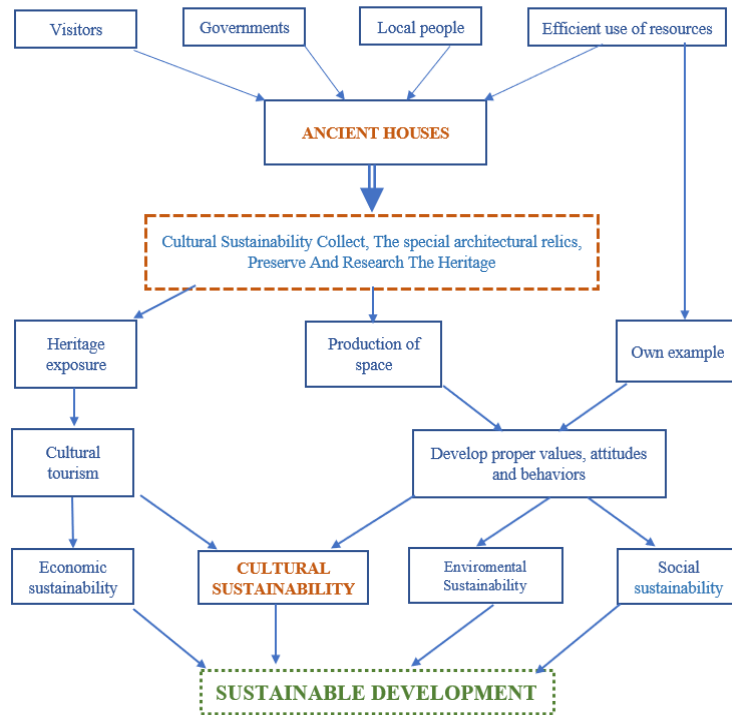 Visitors
Governments
Local people
Efficient use of resources
ANCIENT HOUSES
Cultural Sustainability Collect, The special architectural relics,
Preserve And Research The Heritage
Heritage
exposure
Production of
space
Own example
Cultural
tourism
Develop proper values, attitudes
and behaviors
Economic
sustainability
CULTURAL
SUSTAINABILITY
Enviromental
Sustainability
Social
sustainability
SUSTAINABLE DEVELOPMENT